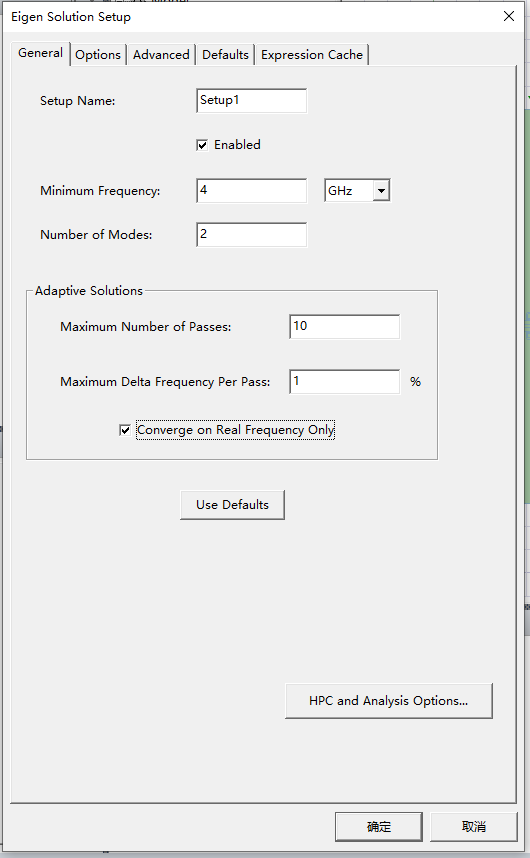 Eigen Solution Setup
General Options Advanced Defaults Expression Cache
Setup Name: Setup1
Enabled
Minimum Frequency: 4 GHz
Number of Modes: 2
Adaptive Solutions
Maximum Number of Passes: 10
Maximum Delta Frequency Per Pass: 1 %
Converge on Real Frequency Only
Use Defaults
HPC and Analysis Options...
确定 取消